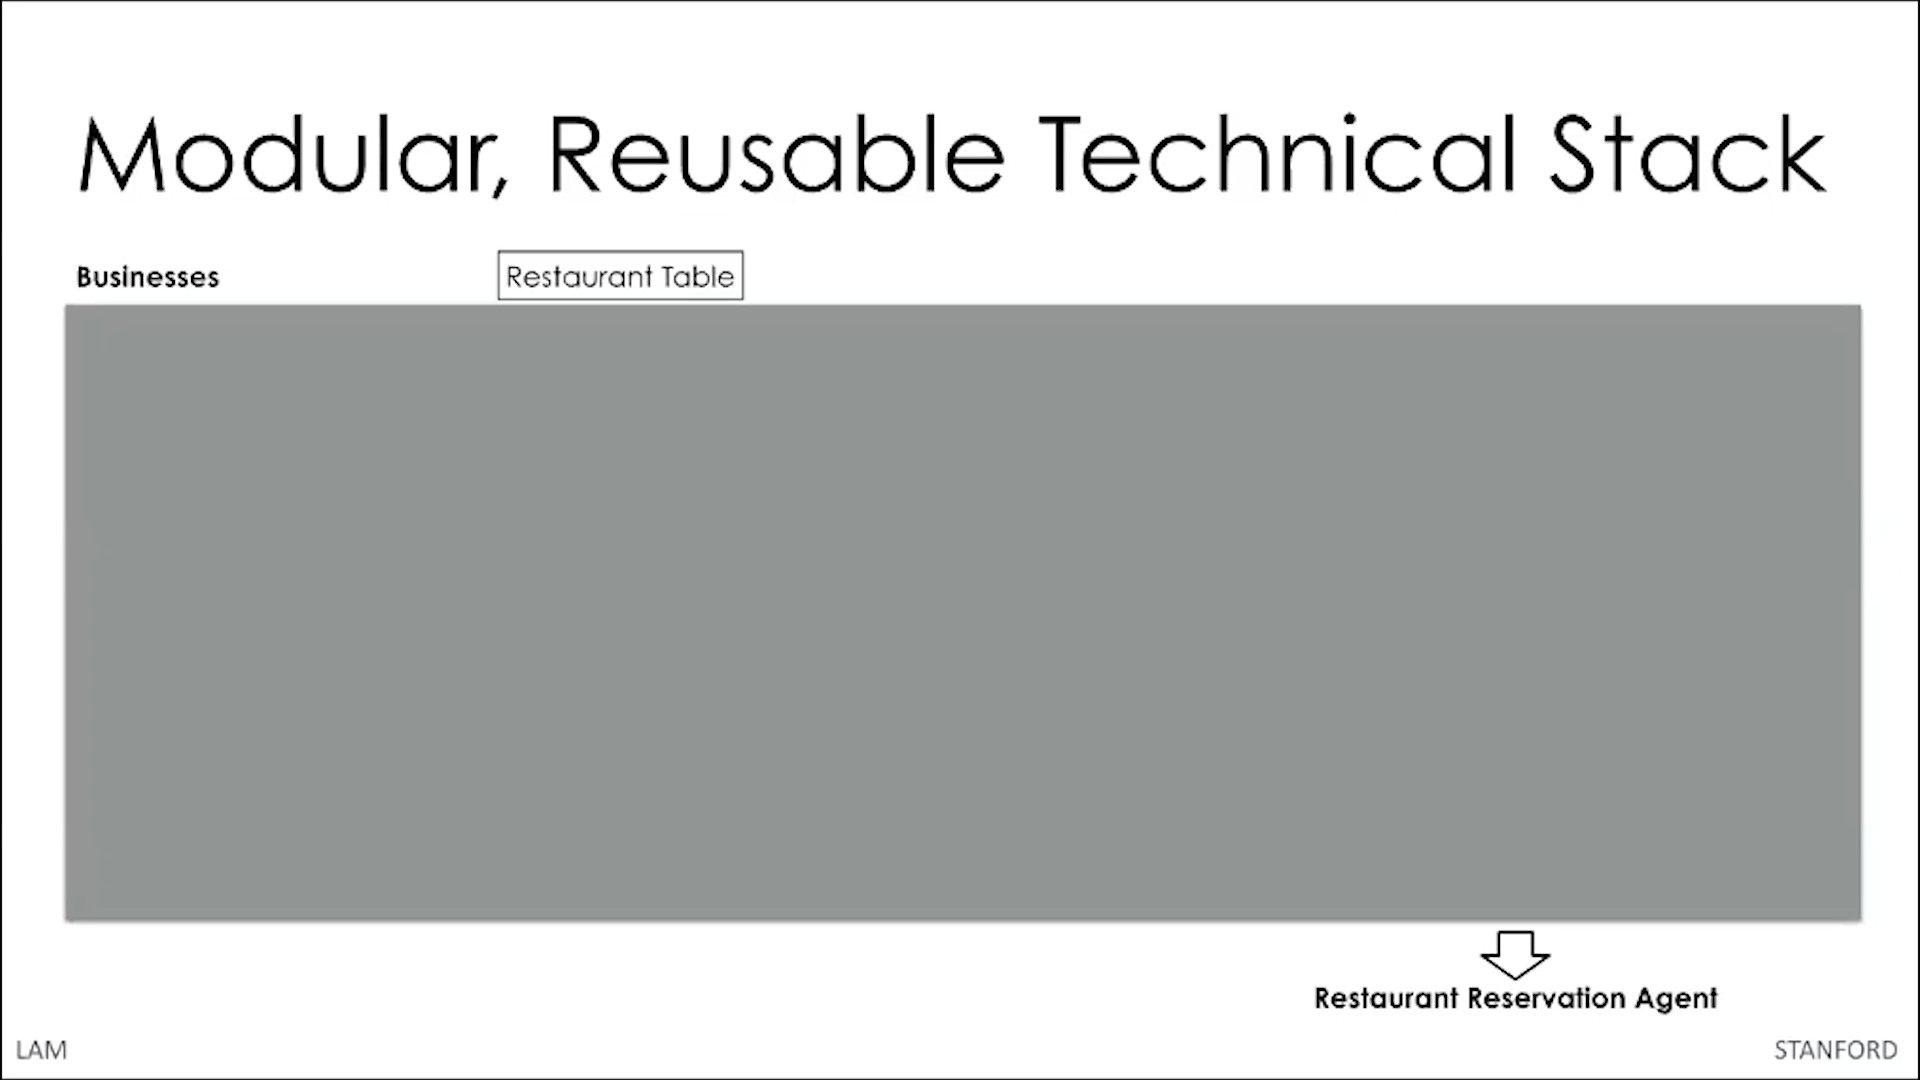 Modular, Reusable Technical Stack
Businesses
Restaurant Table
Restaurant Reservation Agent
LAM
STANFORD